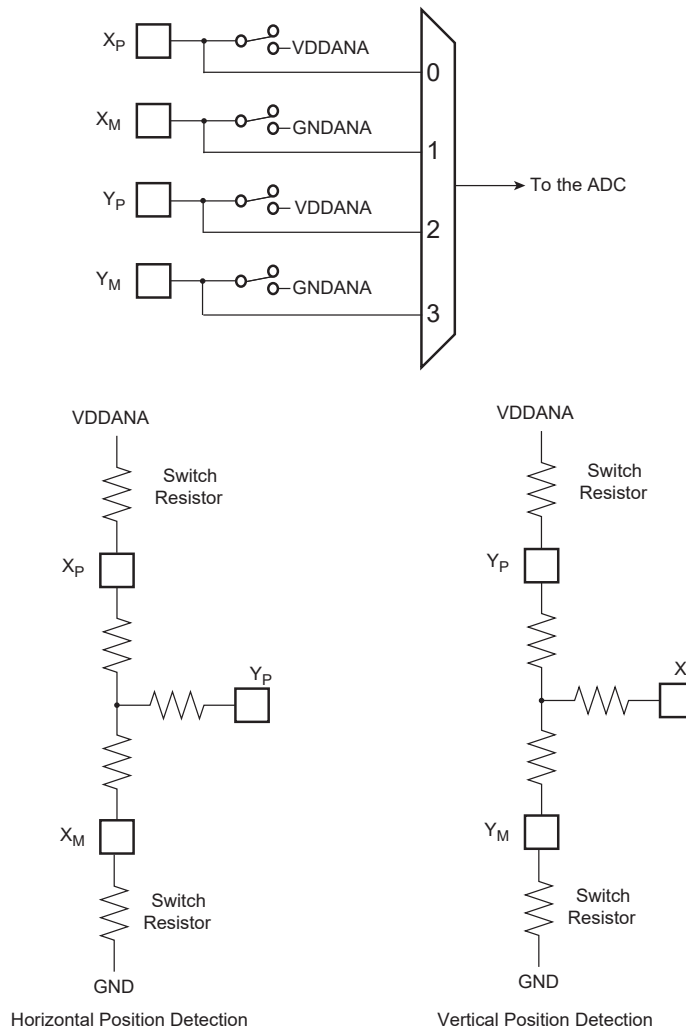 XP
VDDANA
0
XM
GNDANA
1
YP
VDDANA
2
YM
GNDANA
3
To the ADC
VDDANA
Switch
Resistor
XP
YP
XM
Switch
Resistor
GND
Horizontal Position Detection
VDDANA
Switch
Resistor
YP
X
YM
Switch
Resistor
GND
Vertical Position Detection